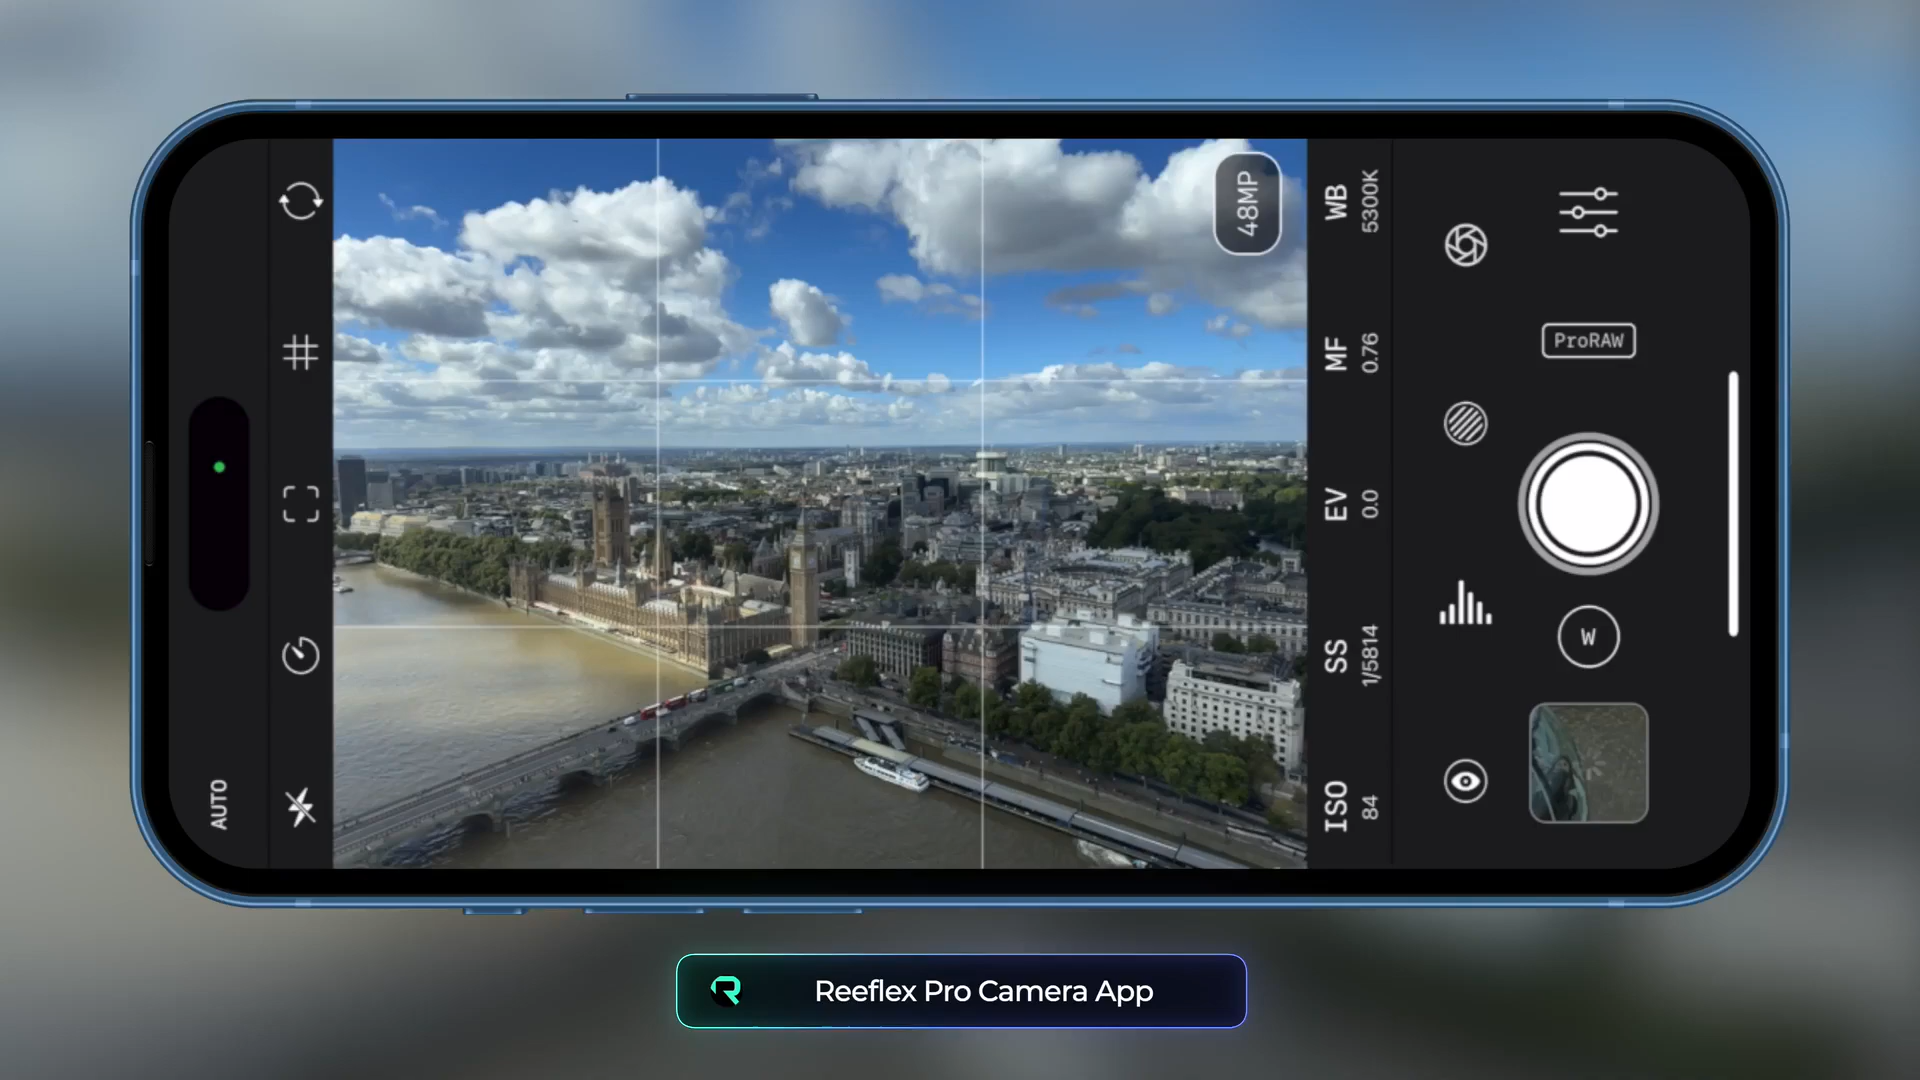 AUTO
48MP
WB
5300K
MF
0.76
EV
0.0
SS
1/5814
ISO
84
ProRAW
W
Reeflex Pro Camera App